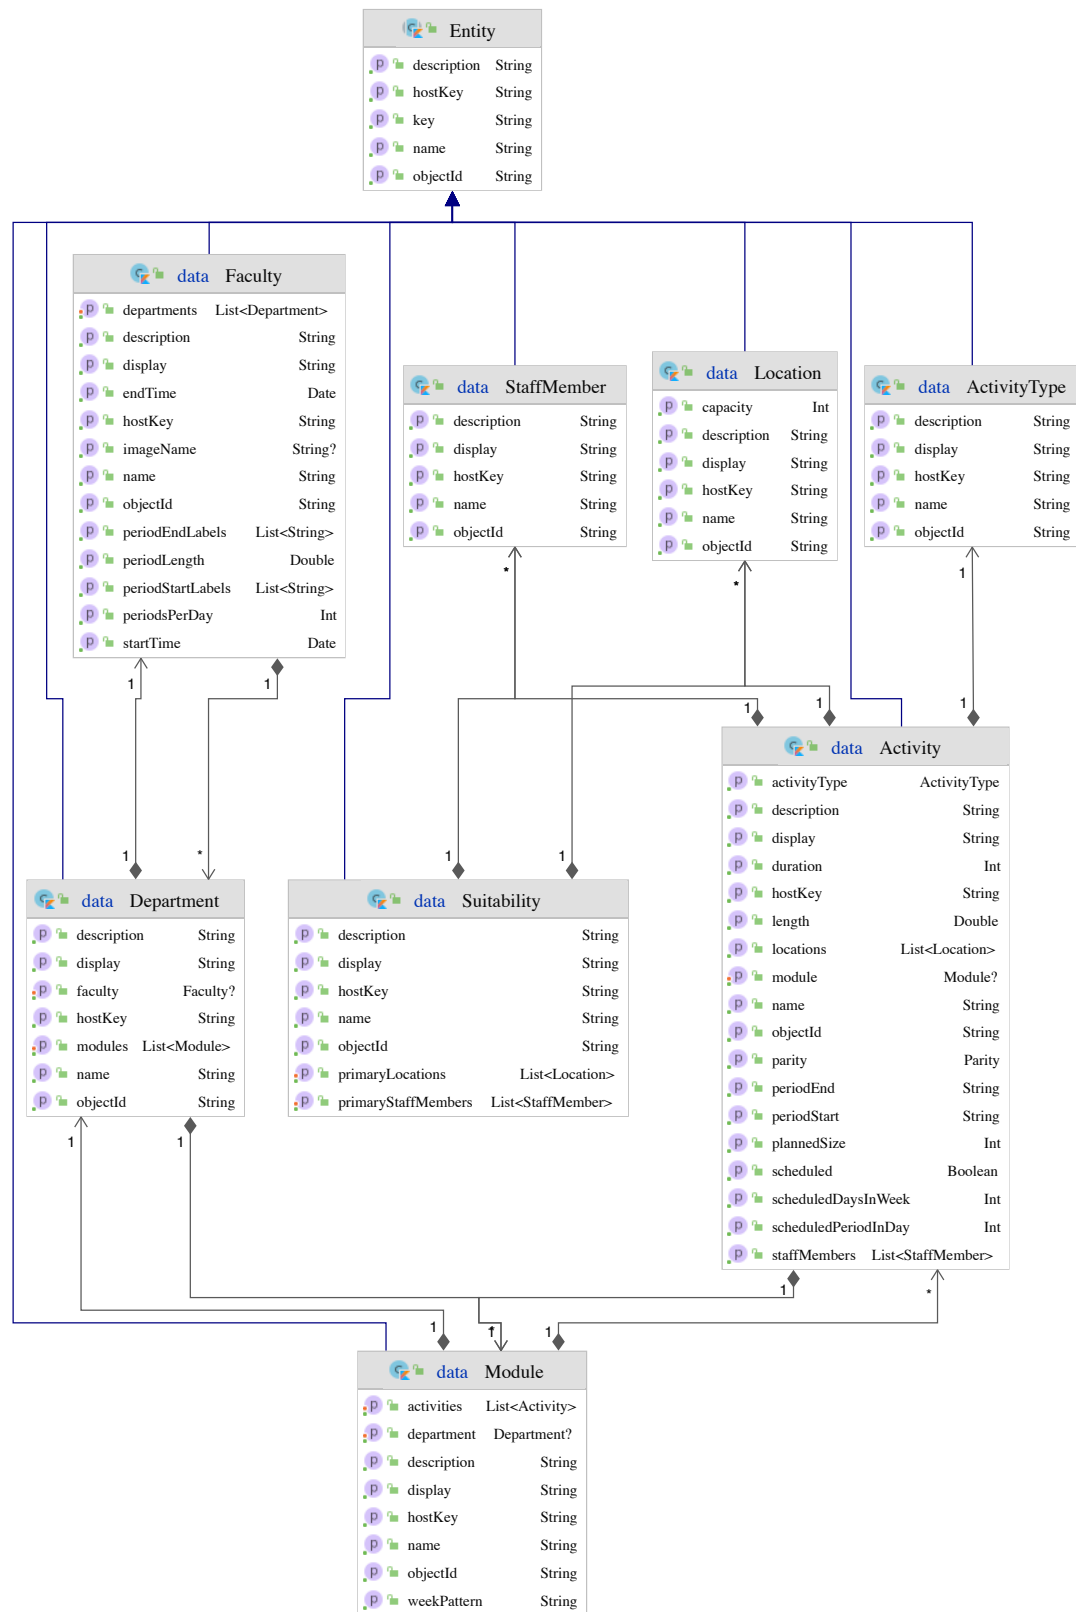 Entity
description String
hostKey String
key String
name String
objectId String
data Faculty
departments List<Department>
description String
display String
endTime Date
hostKey String
imageName String?
name String
objectId String
periodEndLabels List<String>
periodLength Double
periodStartLabels List<String>
periodsPerDay Int
startTime Date
data StaffMember
description String
display String
hostKey String
name String
objectId String
data Location
capacity Int
description String
display String
hostKey String
name String
objectId String
data ActivityType
description String
display String
hostKey String
name String
objectId String
* * 1
1 1
1 1 1
1 * 1 1
data Activity
activityType ActivityType
description String
display String
duration Int
hostKey String
length Double
locations List<Location>
module Module?
name String
objectId String
parity Parity
periodEnd String
periodStart String
plannedSize Int
scheduled Boolean
scheduledDaysInWeek Int
scheduledPeriodInDay Int
staffMembers List<StaffMember>
data Department
description String
display String
faculty Faculty?
hostKey String
modules List<Module>
name String
objectId String
data Suitability
description String
display String
hostKey String
name String
objectId String
primaryLocations List<Location>
primaryStaffMembers List<StaffMember>
1 1
1 *
1 1 * 1
data Module
activities List<Activity>
department Department?
description String
display String
hostKey String
name String
objectId String
weekPattern String